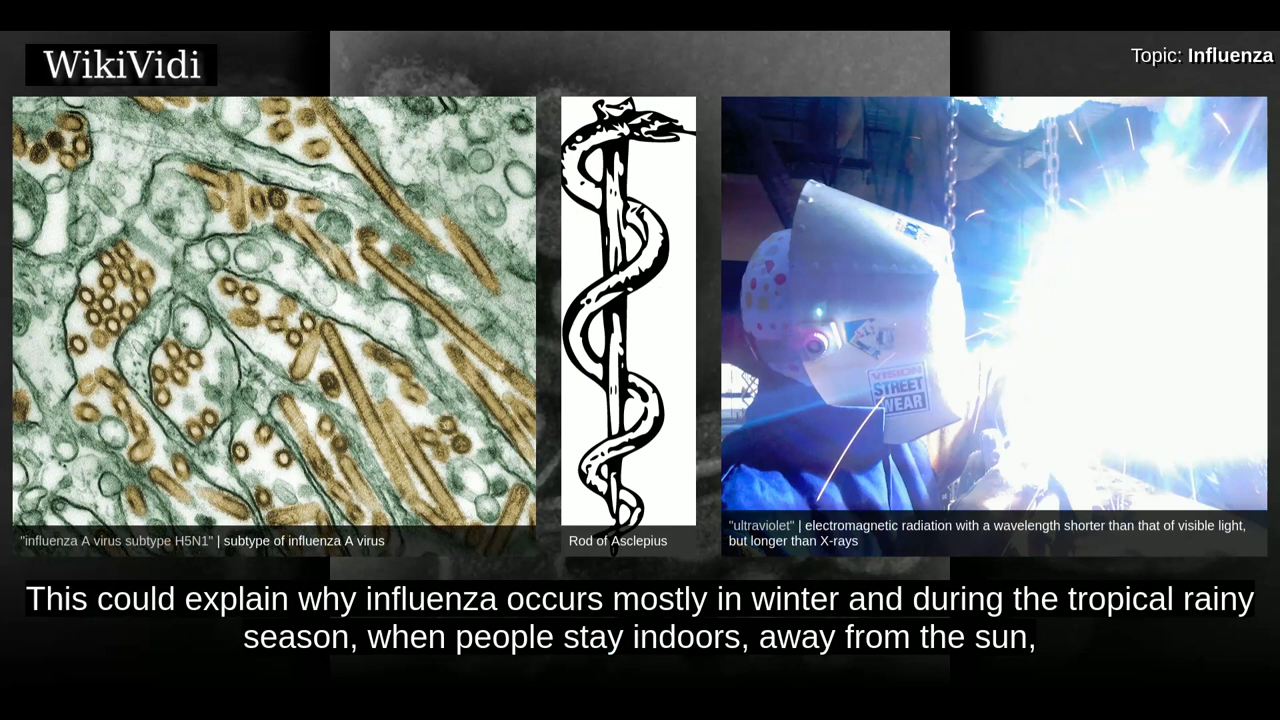 WikiVidi
Topic: Influenza
VISION
STREET
WEAR
"influenza A virus subtype H5N1" | subtype of influenza A virus
Rod of Asclepius
"ultraviolet" | electromagnetic radiation with a wavelength shorter than that of visible light,
but longer than X-rays
This could explain why influenza occurs mostly in winter and during the tropical rainy
season, when people stay indoors, away from the sun,